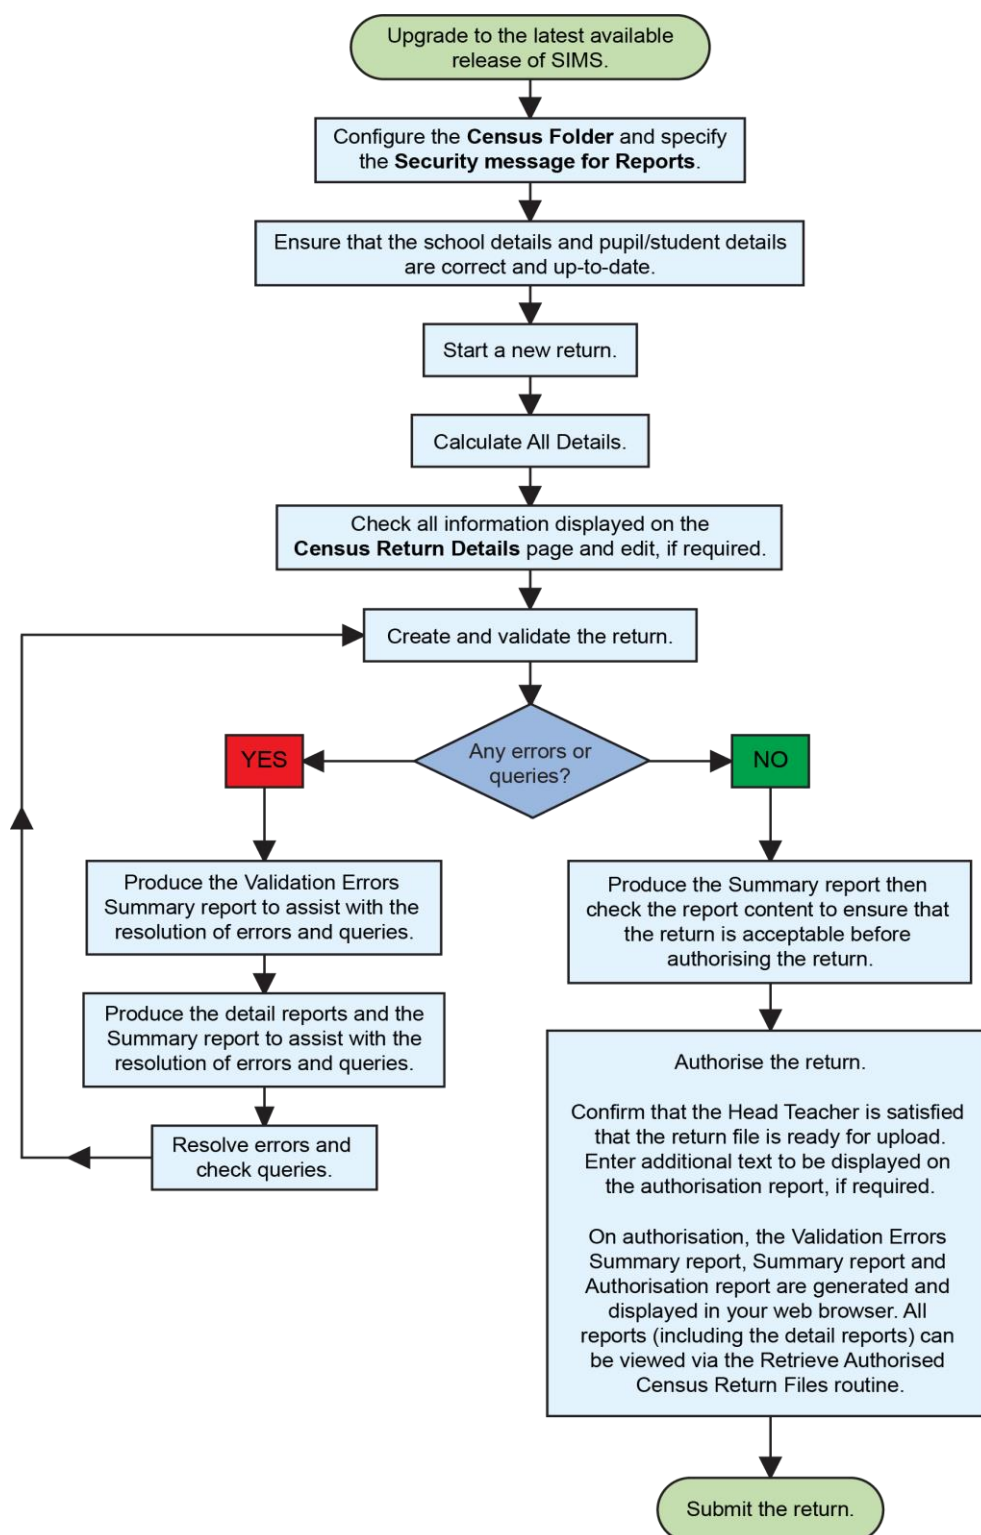 Upgrade to the latest available
release of SIMS.
Configure the Census Folder and specify
the Security message for Reports.
Ensure that the school details and pupil/student details
are correct and up-to-date.
Start a new return.
Calculate All Details.
Check all information displayed on the
Census Return Details page and edit, if required.
Create and validate the return.
Any errors or
queries?
YES
NO
Produce the Validation Errors
Summary report to assist with the
resolution of errors and queries.
Produce the detail reports and the
Summary report to assist with the
resolution of errors and queries.
Resolve errors and
check queries.
Produce the Summary report then
check the report content to ensure that
the return is acceptable before
authorising the return.
Authorise the return.
Confirm that the Head Teacher is satisfied
that the return file is ready for upload.
Enter additional text to be displayed on
the authorisation report, if required.
On authorisation, the Validation Errors
Summary report, Summary report and
Authorisation report are generated and
displayed in your web browser. All
reports (including the detail reports) can
be viewed via the Retrieve Authorised
Census Return Files routine.
Submit the return.